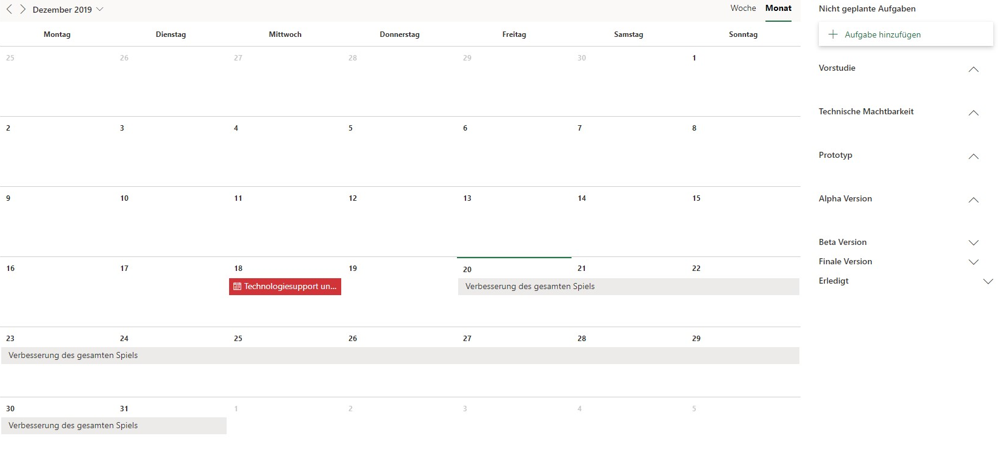 Dezember 2019
Woche Monat
Nicht geplante Aufgaben
Aufgabe hinzufügen
Montag Dienstag Mittwoch Donnerstag Freitag Samstag Sonntag
25 26 27 28 29 30 1
2 3 4 5 6 7 8
9 10 11 12 13 14 15
16 17 18 19 20 21 22
Technologiesupport un...
Verbesserung des gesamten Spiels
23 24 25 26 27 28 29
Verbesserung des gesamten Spiels
30 31 1 2 3 4 5
Verbesserung des gesamten Spiels
Vorstudie
Technische Machtbarkeit
Prototyp
Alpha Version
Beta Version
Finale Version
Erledigt